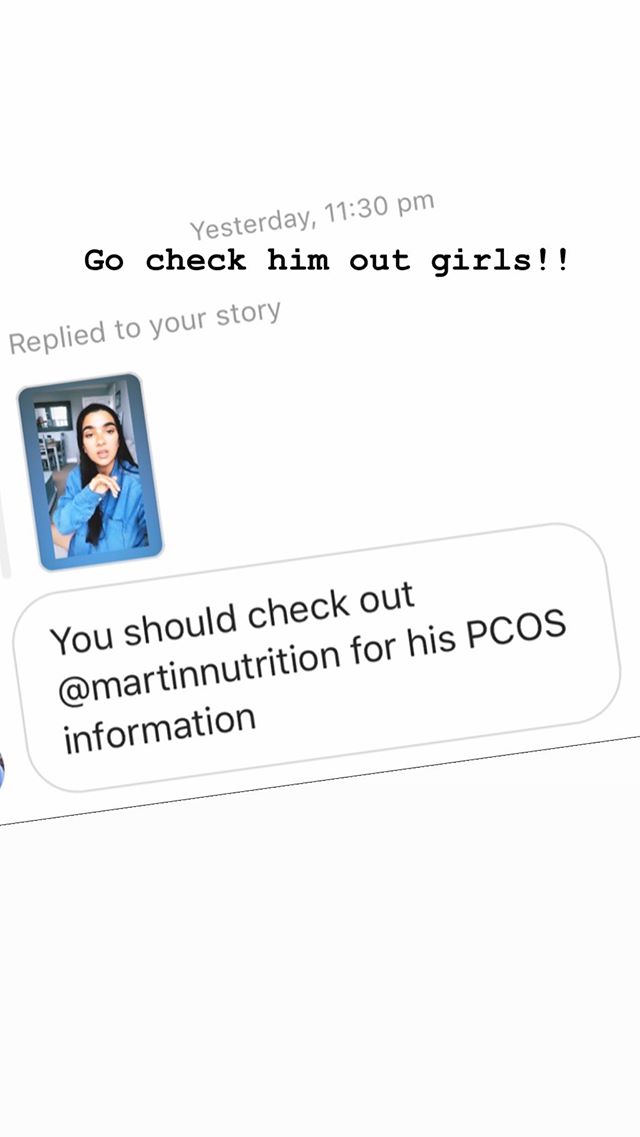 Yesterday, 11:30 pm
Go check him out girls!!
Replied to your story
You should check out
@martinnutrition for his PCOS
information